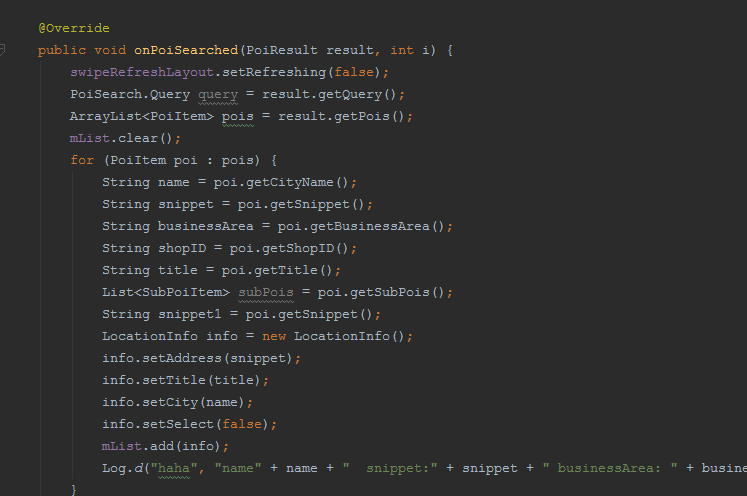 @Override
public void onPoiSearched(PoiResult result, int i) {
swipeRefreshLayout.setRefreshing(false);
PoiSearch.Query query = result.getQuery();
ArrayList<PoiItem> pois = result.getPois();
mList.clear();
for (PoiItem poi : pois) {
String name = poi.getCityName();
String snippet = poi.getSnippet();
String businessArea = poi.getBusinessArea();
String shopID = poi.getShopID();
String title = poi.getTitle();
List<SubPoiItem> subPois = poi.getSubPois();
String snippet1 = poi.getSnippet();
LocationInfo info = new LocationInfo();
info.setAddress(snippet);
info.setTitle(title);
info.setCity(name);
info.setSelect(false);
mList.add(info);
Log.d("haha", "name" + name + "  snippet:" + snippet + " businessArea: " + busine
}